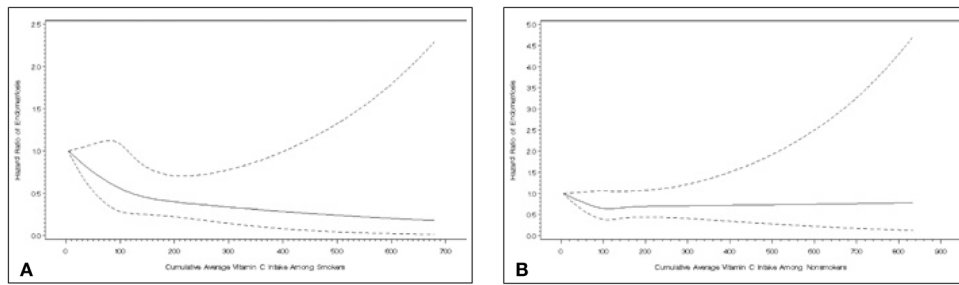 2.5
2.0
1.5
1.0
0.5
0.0
Hazard Ratio of Endometriosis
0 100 200 300 400 500 600 700
Cumulative Average Vitamin C Intake Among Smokers
A
5.0
4.5
4.0
3.5
3.0
2.5
2.0
1.5
1.0
0.5
0.0
Hazard Ratio of Endometriosis
0 100 200 300 400 500 600 700 800 900
Cumulative Average Vitamin C Intake Among Nonsmokers
B